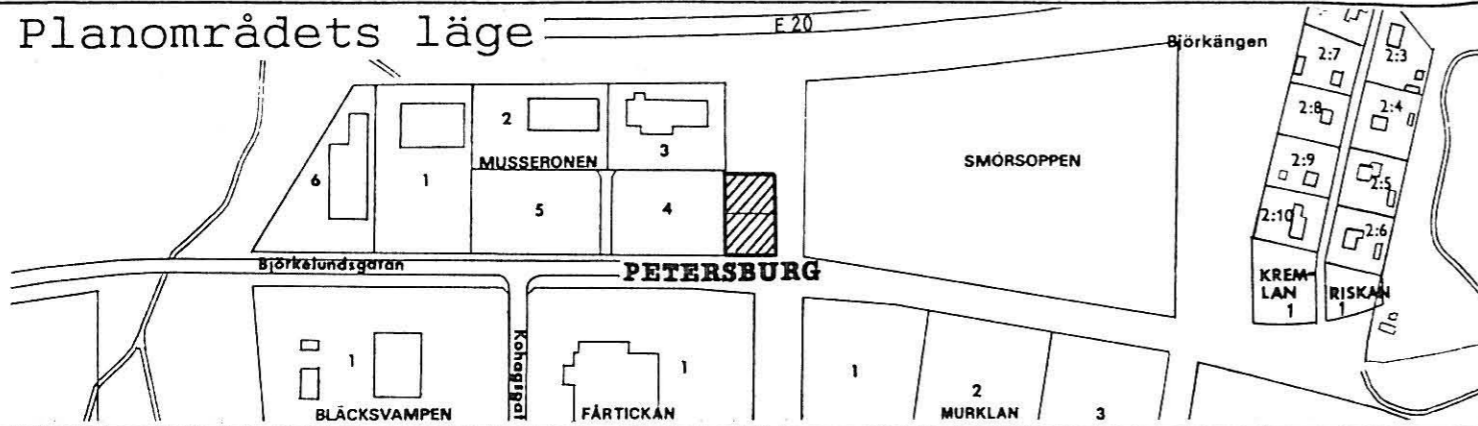 Planområdets läge
E 20
Björkängen
2:7
2:3
2:8
2:4
2
3
MUSSERONEN
SMÖRSOPPEN
6
1
2:9
2:5
5
4
2:10
2:6
Björkelundsgatan
PETERSBURG
KREM-
LAN
1
RISKAN
1
Kohagsgat
1
1
1
2
3
BLÄCKSVAMPEN
FÅRTICKAN
MURKLAN